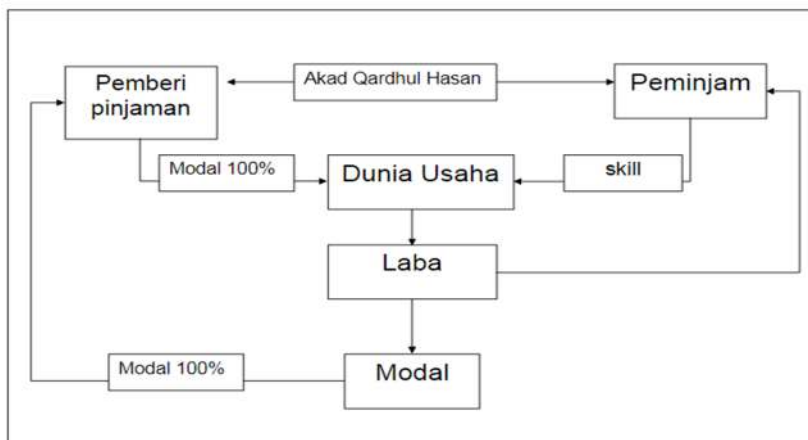 Pemberi
pinjaman
Akad Qardhul Hasan
Peminjam
Modal 100%
Dunia Usaha
skill
Laba
Modal 100%
Modal